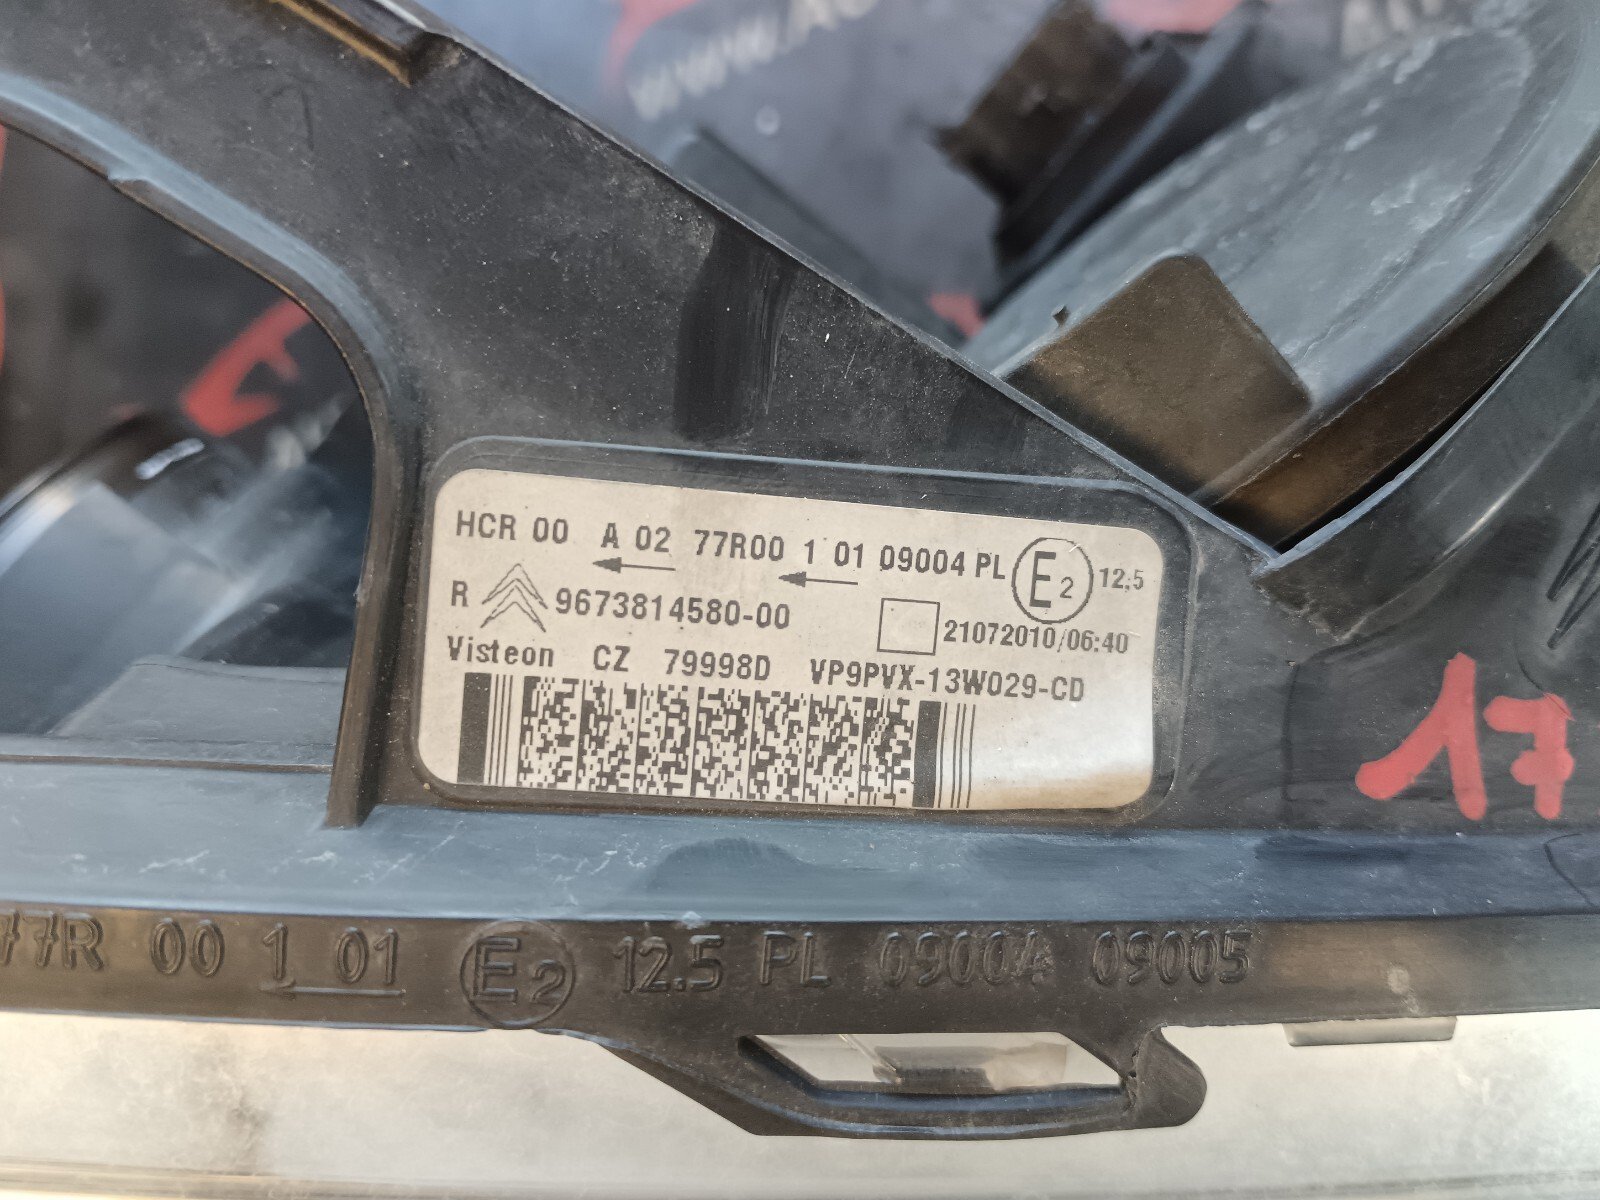 www.A
HCR 00 A 02 77R00 1 01 09004 PL E2 12,5
R 9673814580-00 21072010/06:40
Visteon CZ 79998D VP9PVX-13W029-CD
17
77R 00 1 01 E2 12.5 PL 09004 09005